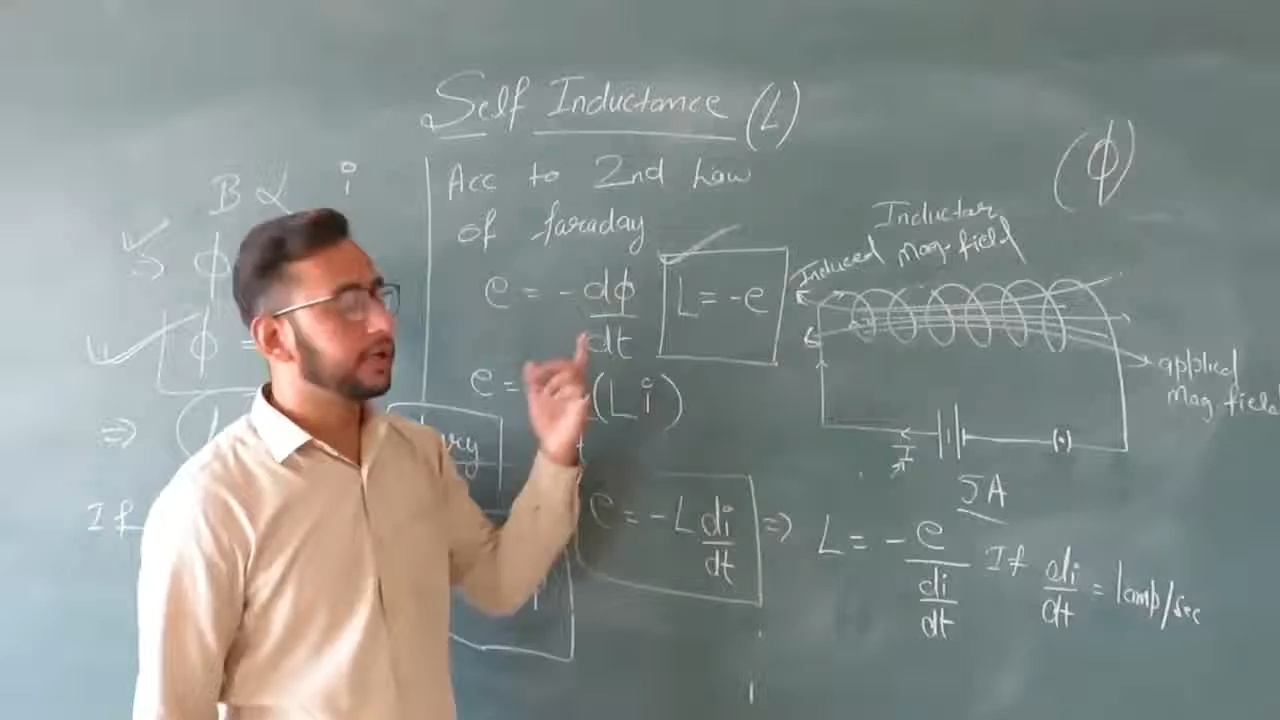 Self Inductance (L)
B α i
ϕ
ϕ =
⇒ (
If
Acc to 2nd Law
of faraday
e = - dϕ/dt
L = -e
e =
(Li)
e = -L di/dt ⇒ L = - e/(di/dt) If di/dt = 1amp/sec
(ϕ)
Inductor
Induced Mag. field
applied
Mag field
I
(·)
5A